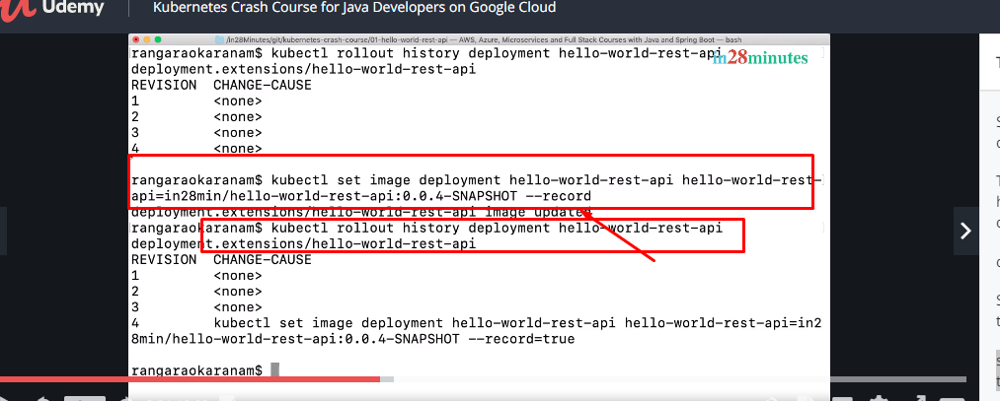 Udemy
Kubernetes Crash Course for Java Developers on Google Cloud
/in28Minutes/git/kubernetes-crash-course/01-hello-world-rest-api — AWS, Azure, Microservices and Full Stack Courses with Java and Spring Boot — bash
rangaraokaranam$ kubectl rollout history deployment hello-world-rest-api
in28minutes
deployment.extensions/hello-world-rest-api
REVISION CHANGE-CAUSE
1 <none>
2 <none>
3 <none>
4 <none>
rangaraokaranam$ kubectl set image deployment hello-world-rest-api hello-world-rest-
api=in28min/hello-world-rest-api:0.0.4-SNAPSHOT --record
deployment.extensions/hello-world-rest-api image updated
rangaraokaranam$ kubectl rollout history deployment hello-world-rest-api
deployment.extensions/hello-world-rest-api
REVISION CHANGE-CAUSE
1 <none>
2 <none>
3 <none>
4 kubectl set image deployment hello-world-rest-api hello-world-rest-api=in2
8min/hello-world-rest-api:0.0.4-SNAPSHOT --record=true
rangaraokaranam$